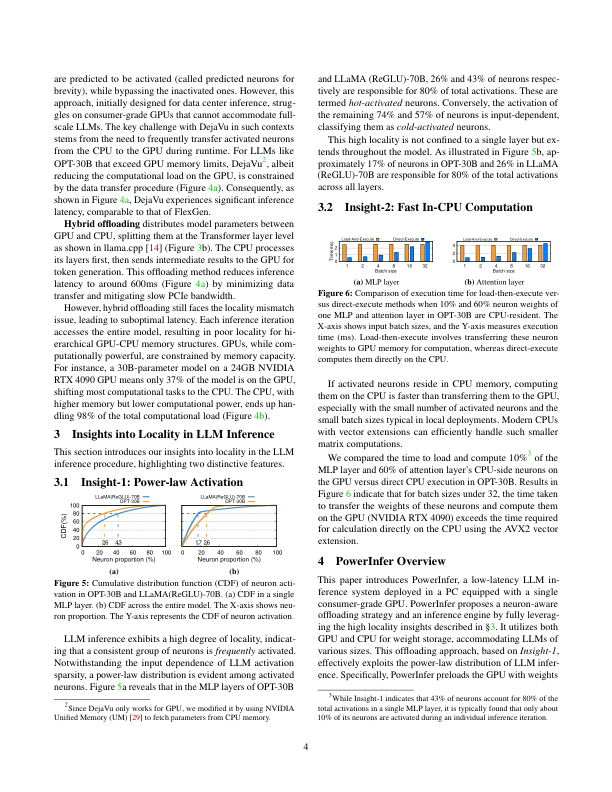 are predicted to be activated (called predicted neurons for
brevity), while bypassing the inactivated ones. However, this
approach, initially designed for data center inference, strug-
gles on consumer-grade GPUs that cannot accommodate full-
scale LLMs. The key challenge with DejaVu in such contexts
stems from the need to frequently transfer activated neurons
from the CPU to the GPU during runtime. For LLMs like
OPT-30B that exceed GPU memory limits, DejaVu2, albeit
reducing the computational load on the GPU, is constrained
by the data transfer procedure (Figure 4a). Consequently, as
shown in Figure 4a, DejaVu experiences significant inference
latency, comparable to that of FlexGen.
Hybrid offloading distributes model parameters between
GPU and CPU, splitting them at the Transformer layer level
as shown in llama.cpp [14] (Figure 3b). The CPU processes
its layers first, then sends intermediate results to the GPU for
token generation. This offloading method reduces inference
latency to around 600ms (Figure 4a) by minimizing data
transfer and mitigating slow PCIe bandwidth.
However, hybrid offloading still faces the locality mismatch
issue, leading to suboptimal latency. Each inference iteration
accesses the entire model, resulting in poor locality for hi-
erarchical GPU-CPU memory structures. GPUs, while com-
putationally powerful, are constrained by memory capacity.
For instance, a 30B-parameter model on a 24GB NVIDIA
RTX 4090 GPU means only 37% of the model is on the GPU,
shifting most computational tasks to the CPU. The CPU, with
higher memory but lower computational power, ends up han-
dling 98% of the total computational load (Figure 4b).
3 Insights into Locality in LLM Inference
This section introduces our insights into locality in the LLM
inference procedure, highlighting two distinctive features.
3.1 Insight-1: Power-law Activation
LLaMA(ReGLU)-70B
OPT-30B
CDF(%)
100
80
60
40
20
0
26 43
0 20 40 60 80 100
Neuron proportion (%)
(a)
LLaMA(ReGLU)-70B
OPT-30B
17 26
0 20 40 60 80 100
Neuron proportion (%)
(b)
Figure 5: Cumulative distribution function (CDF) of neuron acti-
vation in OPT-30B and LLaMA(ReGLU)-70B. (a) CDF in a single
MLP layer. (b) CDF across the entire model. The X-axis shows neu-
ron proportion. The Y-axis represents the CDF of neuron activation.
LLM inference exhibits a high degree of locality, indicat-
ing that a consistent group of neurons is frequently activated.
Notwithstanding the input dependence of LLM activation
sparsity, a power-law distribution is evident among activated
neurons. Figure 5a reveals that in the MLP layers of OPT-30B
2Since DejaVu only works for GPU, we modified it by using NVIDIA
Unified Memory (UM) [29] to fetch parameters from CPU memory.
and LLaMA (ReGLU)-70B, 26% and 43% of neurons respec-
tively are responsible for 80% of total activations. These are
termed hot-activated neurons. Conversely, the activation of
the remaining 74% and 57% of neurons is input-dependent,
classifying them as cold-activated neurons.
This high locality is not confined to a single layer but ex-
tends throughout the model. As illustrated in Figure 5b, ap-
proximately 17% of neurons in OPT-30B and 26% in LLaMA
(ReGLU)-70B are responsible for 80% of the total activations
across all layers.
3.2 Insight-2: Fast In-CPU Computation
Load-And-Execute Direct-Execute
Time(ms)
2
1
0
1 2 4 8 16 32
Batch size
(a) MLP layer
Load-And-Execute Direct-Execute
4
2
0
1 2 4 8 16 32
Batch size
(b) Attention layer
Figure 6: Comparison of execution time for load-then-execute ver-
sus direct-execute methods when 10% and 60% neuron weights of
one MLP and attention layer in OPT-30B are CPU-resident. The
X-axis shows input batch sizes, and the Y-axis measures execution
time (ms). Load-then-execute involves transferring these neuron
weights to GPU memory for computation, whereas direct-execute
computes them directly on the CPU.
If activated neurons reside in CPU memory, computing
them on the CPU is faster than transferring them to the GPU,
especially with the small number of activated neurons and the
small batch sizes typical in local deployments. Modern CPUs
with vector extensions can efficiently handle such smaller
matrix computations.
We compared the time to load and compute 10%3 of the
MLP layer and 60% of attention layer's CPU-side neurons on
the GPU versus direct CPU execution in OPT-30B. Results in
Figure 6 indicate that for batch sizes under 32, the time taken
to transfer the weights of these neurons and compute them
on the GPU (NVIDIA RTX 4090) exceeds the time required
for calculation directly on the CPU using the AVX2 vector
extension.
4 PowerInfer Overview
This paper introduces PowerInfer, a low-latency LLM in-
ference system deployed in a PC equipped with a single
consumer-grade GPU. PowerInfer proposes a neuron-aware
offloading strategy and an inference engine by fully leverag-
ing the high locality insights described in §3. It utilizes both
GPU and CPU for weight storage, accommodating LLMs of
various sizes. This offloading approach, based on Insight-1,
effectively exploits the power-law distribution of LLM infer-
ence. Specifically, PowerInfer preloads the GPU with weights
3While Insight-1 indicates that 43% of neurons account for 80% of the
total activations in a single MLP layer, it is typically found that only about
10% of its neurons are activated during an individual inference iteration.
4